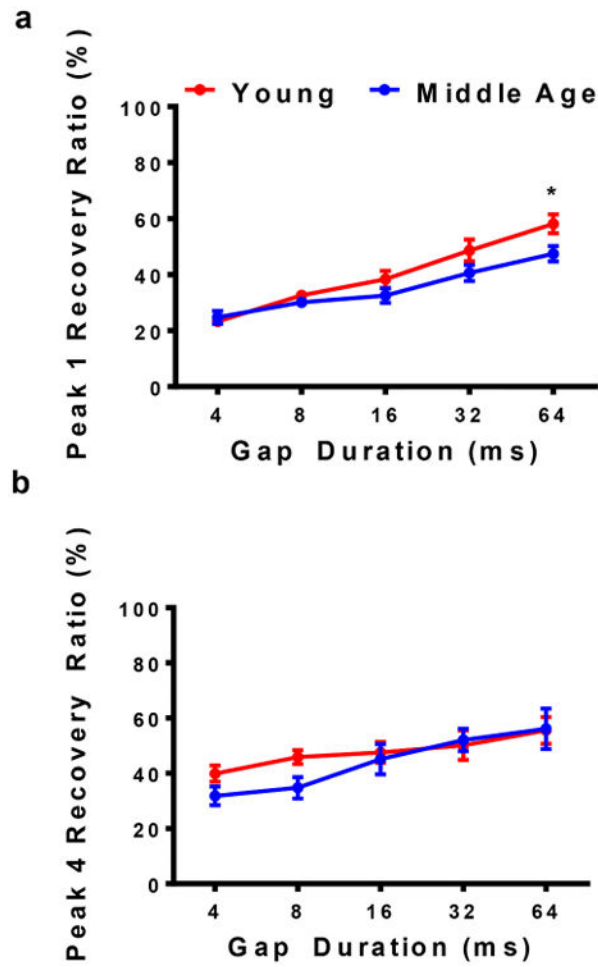 a
Peak 1 Recovery Ratio (%)
Young Middle Age
100
80
60
40
20
0
*
4 8 16 32 64
Gap Duration (ms)
b
Peak 4 Recovery Ratio (%)
100
80
60
40
20
0
4 8 16 32 64
Gap Duration (ms)